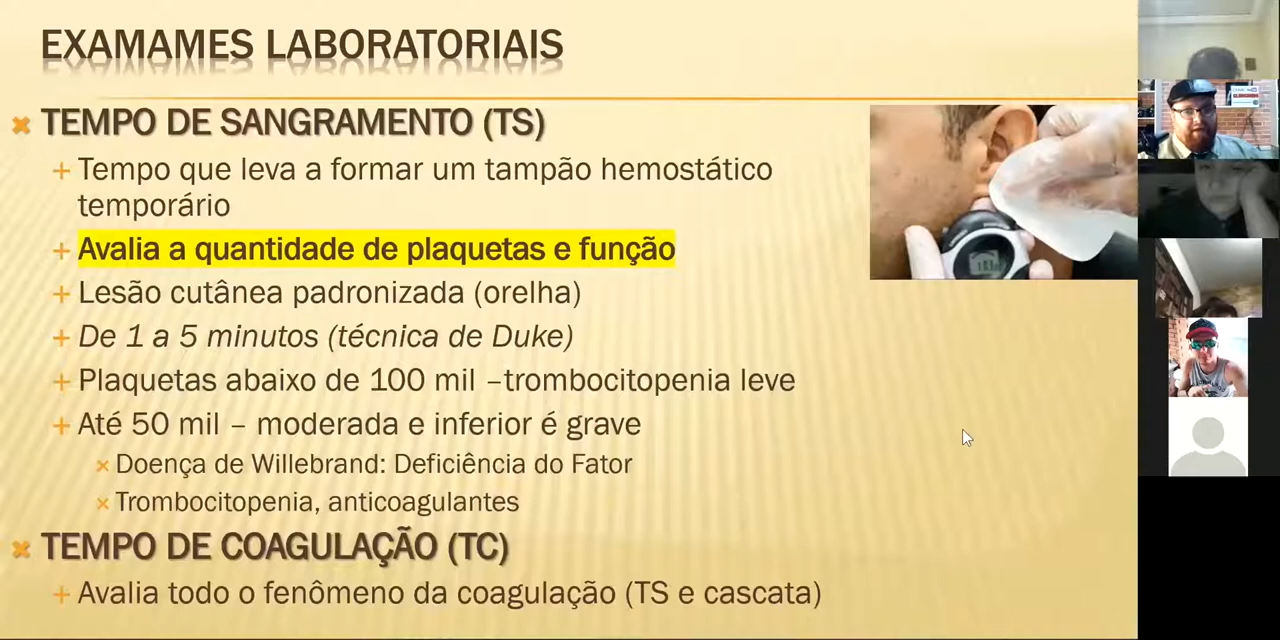 EXAMAMES LABORATORIAIS
TEMPO DE SANGRAMENTO (TS)
Tempo que leva a formar um tampão hemostático
temporário
Avalia a quantidade de plaquetas e função
Lesão cutânea padronizada (orelha)
De 1 a 5 minutos (técnica de Duke)
Plaquetas abaixo de 100 mil –trombocitopenia leve
Até 50 mil – moderada e inferior é grave
Doença de Willebrand: Deficiência do Fator
Trombocitopenia, anticoagulantes
TEMPO DE COAGULAÇÃO (TC)
Avalia todo o fenômeno da coagulação (TS e cascata)